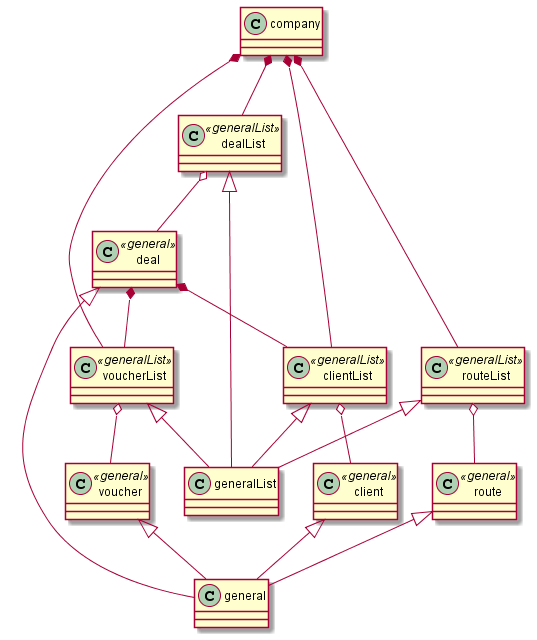 C company
«generalList»
C dealList
«general»
C deal
«generalList»
C voucherList
«generalList»
C clientList
«generalList»
C routeList
«general»
C voucher
C generalList
«general»
C client
«general»
C route
C general